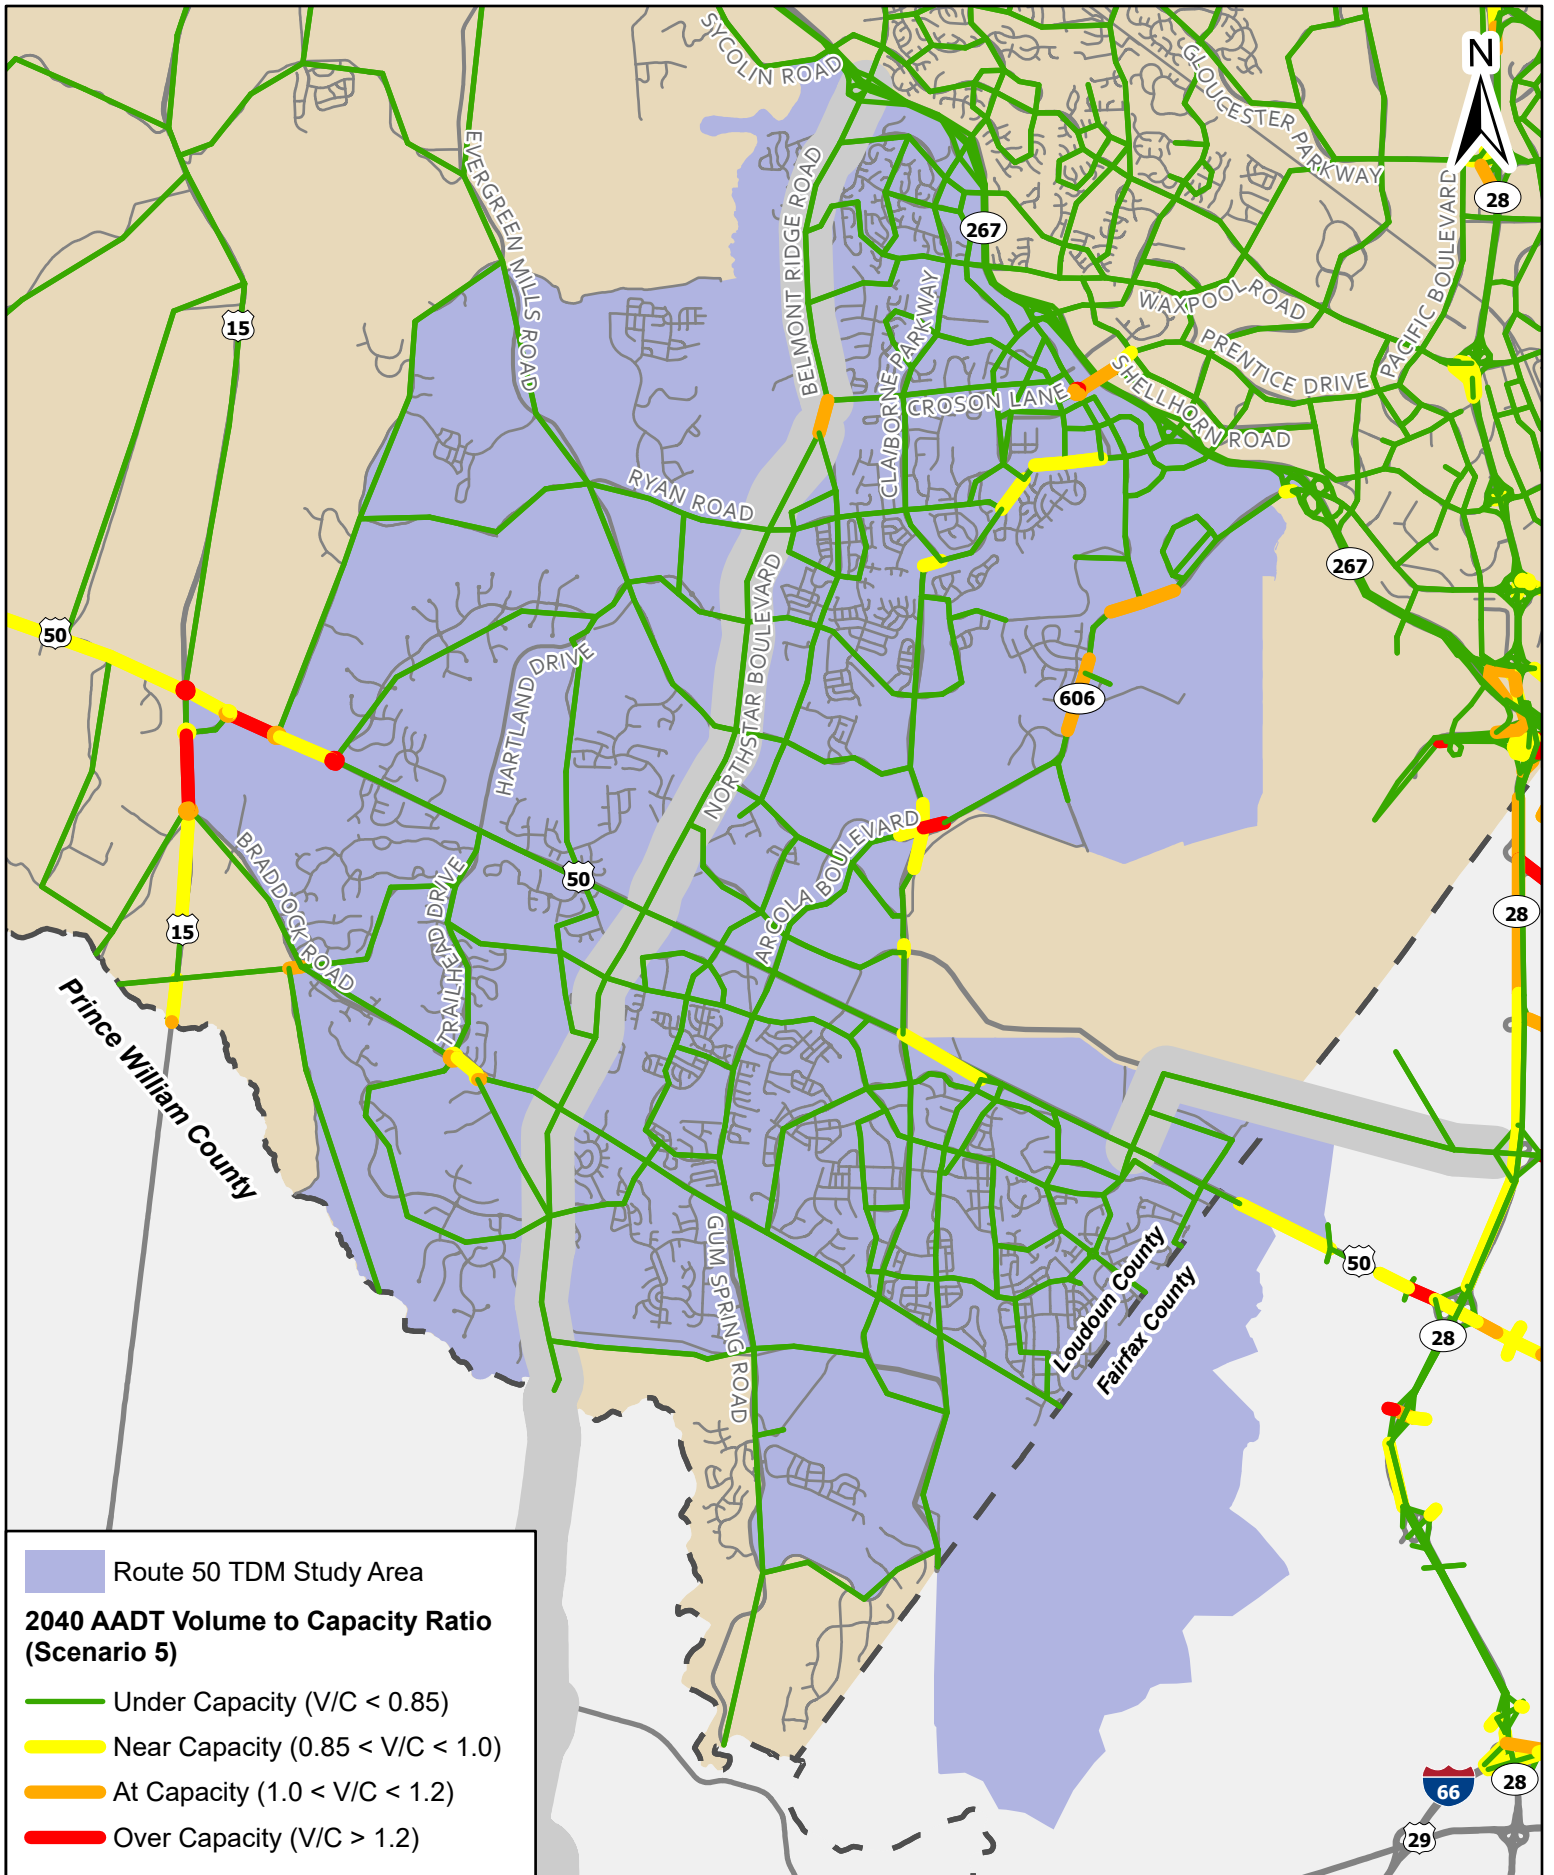 SYCOLIN ROAD
GLOUCESTER PARKWAY
N
28
EVERGREEN MILLS ROAD
BELMONT RIDGE ROAD
267
PACIFIC BOULEVARD
15
CLAIBORNE PARKWAY
WAXPOOL ROAD
PRENTICE DRIVE
SHELLHORN ROAD
CROSON LANE
RYAN ROAD
267
50
HARTLAND DRIVE
NORTHSTAR BOULEVARD
606
BRADDOCK ROAD
TRAILHEAD DRIVE
50
ARCOLA BOULEVARD
28
15
Prince William County
GUM SPRING ROAD
Loudoun County
Fairfax County
50
28
66
28
29
Route 50 TDM Study Area
2040 AADT Volume to Capacity Ratio
(Scenario 5)
Under Capacity (V/C < 0.85)
Near Capacity (0.85 < V/C < 1.0)
At Capacity (1.0 < V/C < 1.2)
Over Capacity (V/C > 1.2)